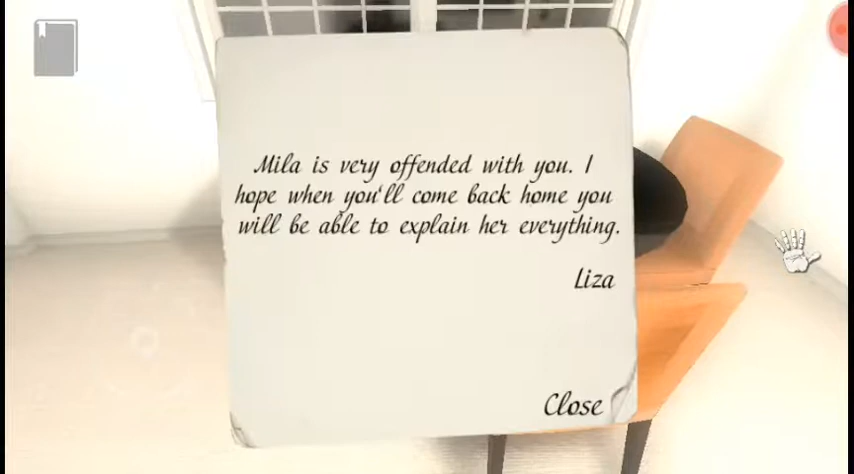 Mila is very offended with you. I
hope when you'll come back home you
will be able to explain her everything.
Liza
Close